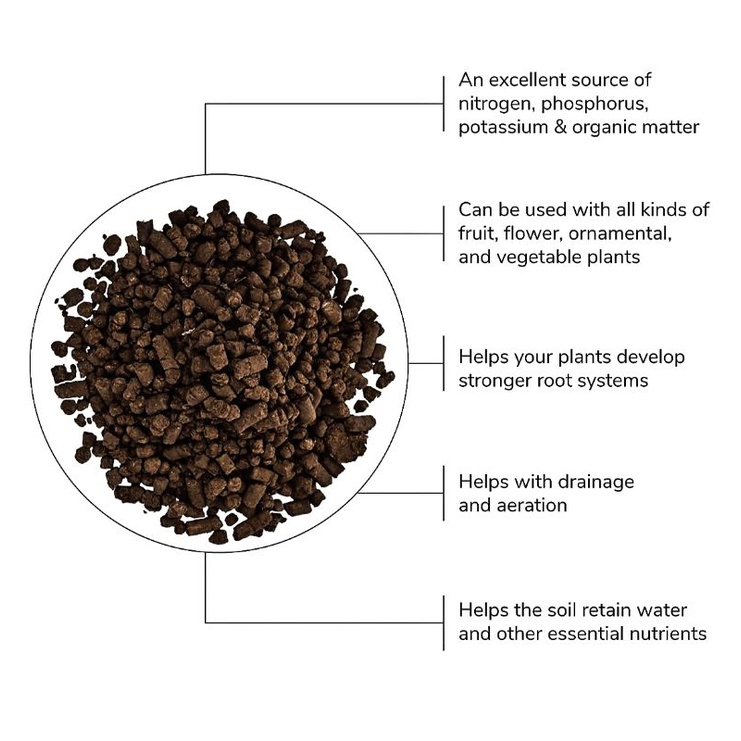 An excellent source of
nitrogen, phosphorus,
potassium & organic matter
Can be used with all kinds of
fruit, flower, ornamental,
and vegetable plants
Helps your plants develop
stronger root systems
Helps with drainage
and aeration
Helps the soil retain water
and other essential nutrients